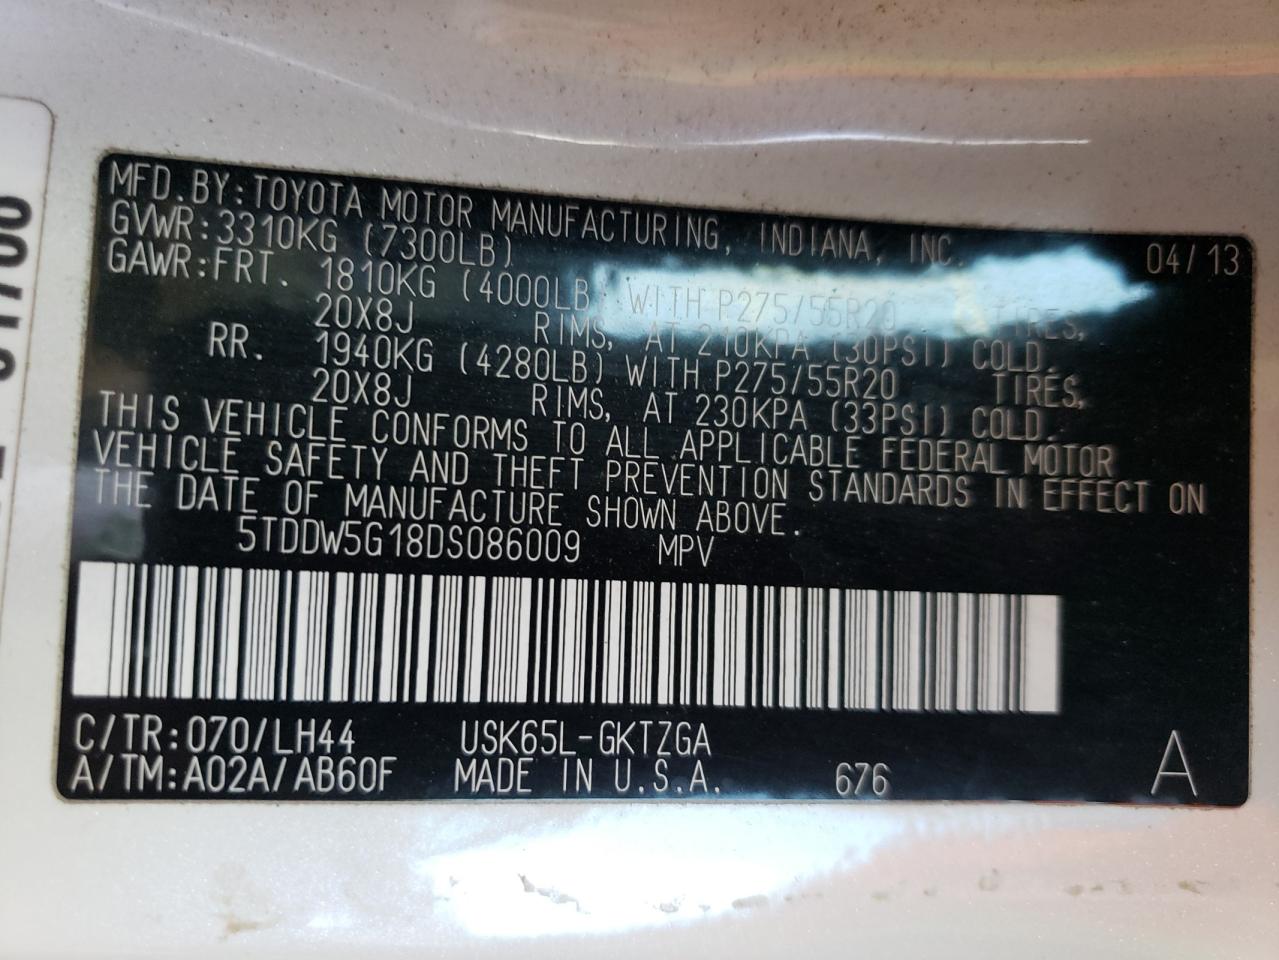 MFD. BY: TOYOTA MOTOR MANUFACTURING, INDIANA, INC. 04/13
GVWR: 3310KG (7300LB)
GAWR: FRT. 1810KG (4000LB) WITH P275/55R20 TIRES,
20X8J RIMS, AT 210KPA (30PSI) COLD.
RR. 1940KG (4280LB) WITH P275/55R20 TIRES,
20X8J RIMS, AT 230KPA (33PSI) COLD.
THIS VEHICLE CONFORMS TO ALL APPLICABLE FEDERAL MOTOR
VEHICLE SAFETY AND THEFT PREVENTION STANDARDS IN EFFECT ON
THE DATE OF MANUFACTURE SHOWN ABOVE.
5TDDW5G18DS086009 MPV
C/TR: 070/LH44 USK65L-GKTZGA
A/TM: A02A/AB60F MADE IN U.S.A. 676 A